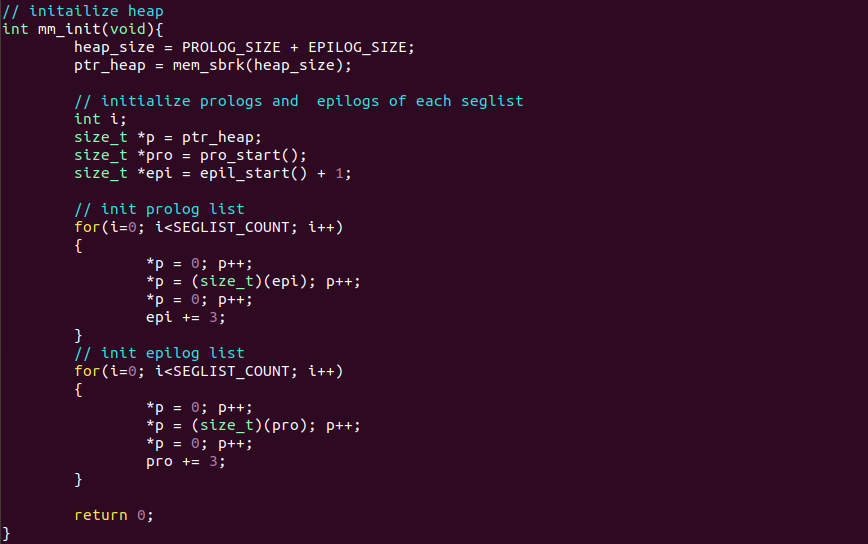 // initailize heap
int mm_init(void){
        heap_size = PROLOG_SIZE + EPILOG_SIZE;
        ptr_heap = mem_sbrk(heap_size);

        // initialize prologs and  epilogs of each seglist
        int i;
        size_t *p = ptr_heap;
        size_t *pro = pro_start();
        size_t *epi = epil_start() + 1;

        // init prolog list
        for(i=0; i<SEGLIST_COUNT; i++)
        {
                *p = 0; p++;
                *p = (size_t)(epi); p++;
                *p = 0; p++;
                epi += 3;
        }
        // init epilog list
        for(i=0; i<SEGLIST_COUNT; i++)
        {
                *p = 0; p++;
                *p = (size_t)(pro); p++;
                *p = 0; p++;
                pro += 3;
        }

        return 0;
}